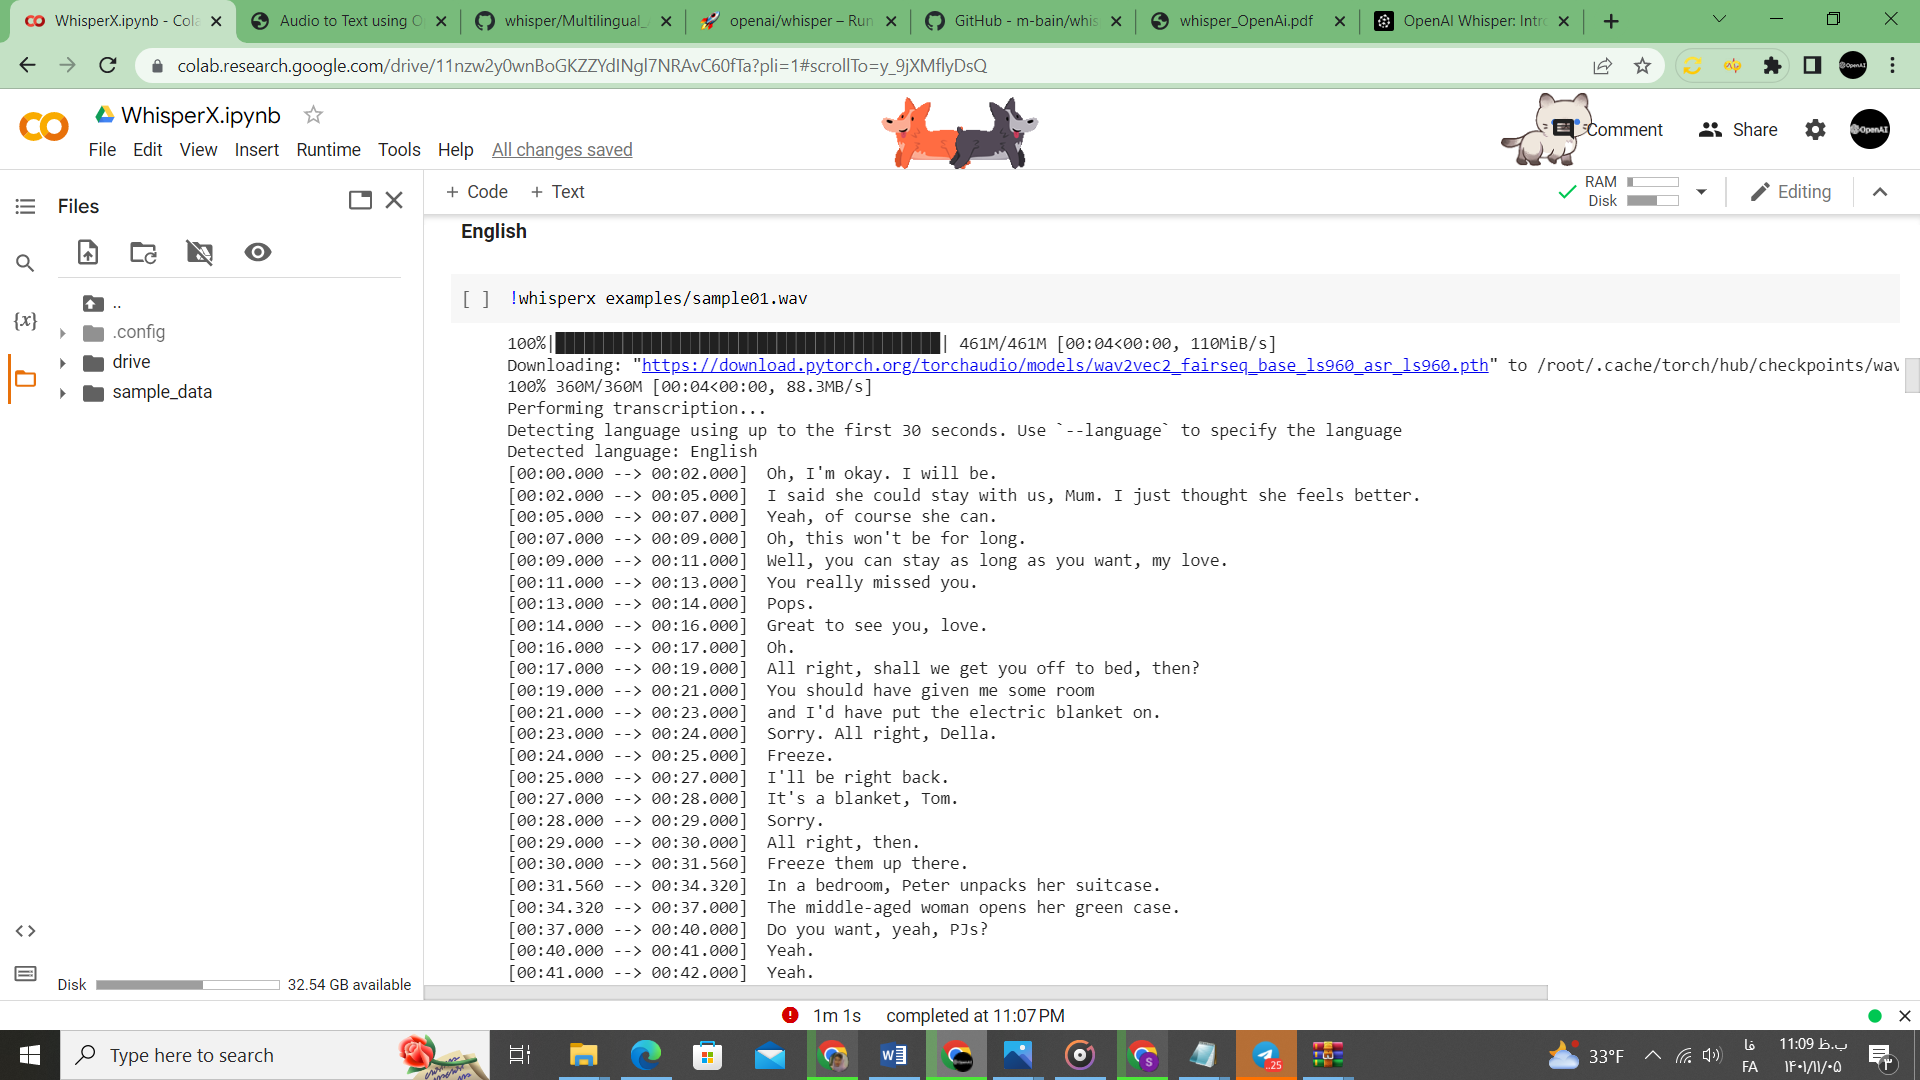 WhisperX.ipynb - Cola
Audio to Text using O
whisper/Multilingual_
openai/whisper – Run
GitHub - m-bain/whis
whisper_OpenAi.pdf
OpenAI Whisper: Intro
colab.research.google.com/drive/11nzw2y0wnBoGKZZYdINgl7NRAvC60fTa?pli=1#scrollTo=y_9jXMflyDsQ
WhisperX.ipynb
Comment
Share
OpenAI
File Edit View Insert Runtime Tools Help All changes saved
Files
+ Code + Text
RAM
Disk
Editing
..
.config
drive
sample_data
{x}
English
[ ] !whisperx examples/sample01.wav
100%|████████████████████████████████████████| 461M/461M [00:04<00:00, 110MiB/s]
Downloading: "https://download.pytorch.org/torchaudio/models/wav2vec2_fairseq_base_ls960_asr_ls960.pth" to /root/.cache/torch/hub/checkpoints/wav
100% 360M/360M [00:04<00:00, 88.3MB/s]
Performing transcription...
Detecting language using up to the first 30 seconds. Use `--language` to specify the language
Detected language: English
[00:00.000 --> 00:02.000]  Oh, I'm okay. I will be.
[00:02.000 --> 00:05.000]  I said she could stay with us, Mum. I just thought she feels better.
[00:05.000 --> 00:07.000]  Yeah, of course she can.
[00:07.000 --> 00:09.000]  Oh, this won't be for long.
[00:09.000 --> 00:11.000]  Well, you can stay as long as you want, my love.
[00:11.000 --> 00:13.000]  You really missed you.
[00:13.000 --> 00:14.000]  Pops.
[00:14.000 --> 00:16.000]  Great to see you, love.
[00:16.000 --> 00:17.000]  Oh.
[00:17.000 --> 00:19.000]  All right, shall we get you off to bed, then?
[00:19.000 --> 00:21.000]  You should have given me some room
[00:21.000 --> 00:23.000]  and I'd have put the electric blanket on.
[00:23.000 --> 00:24.000]  Sorry. All right, Della.
[00:24.000 --> 00:25.000]  Freeze.
[00:25.000 --> 00:27.000]  I'll be right back.
[00:27.000 --> 00:28.000]  It's a blanket, Tom.
[00:28.000 --> 00:29.000]  Sorry.
[00:29.000 --> 00:30.000]  All right, then.
[00:30.000 --> 00:31.560]  Freeze them up there.
[00:31.560 --> 00:34.320]  In a bedroom, Peter unpacks her suitcase.
[00:34.320 --> 00:37.000]  The middle-aged woman opens her green case.
[00:37.000 --> 00:40.000]  Do you want, yeah, PJs?
[00:40.000 --> 00:41.000]  Yeah.
[00:41.000 --> 00:42.000]  Yeah.
Disk 32.54 GB available
1m 1s completed at 11:07 PM
Type here to search
..25
33°F
فا
FA
11:09 ب.ظ
۱۴۰۱/۱۱/۰۵
۳